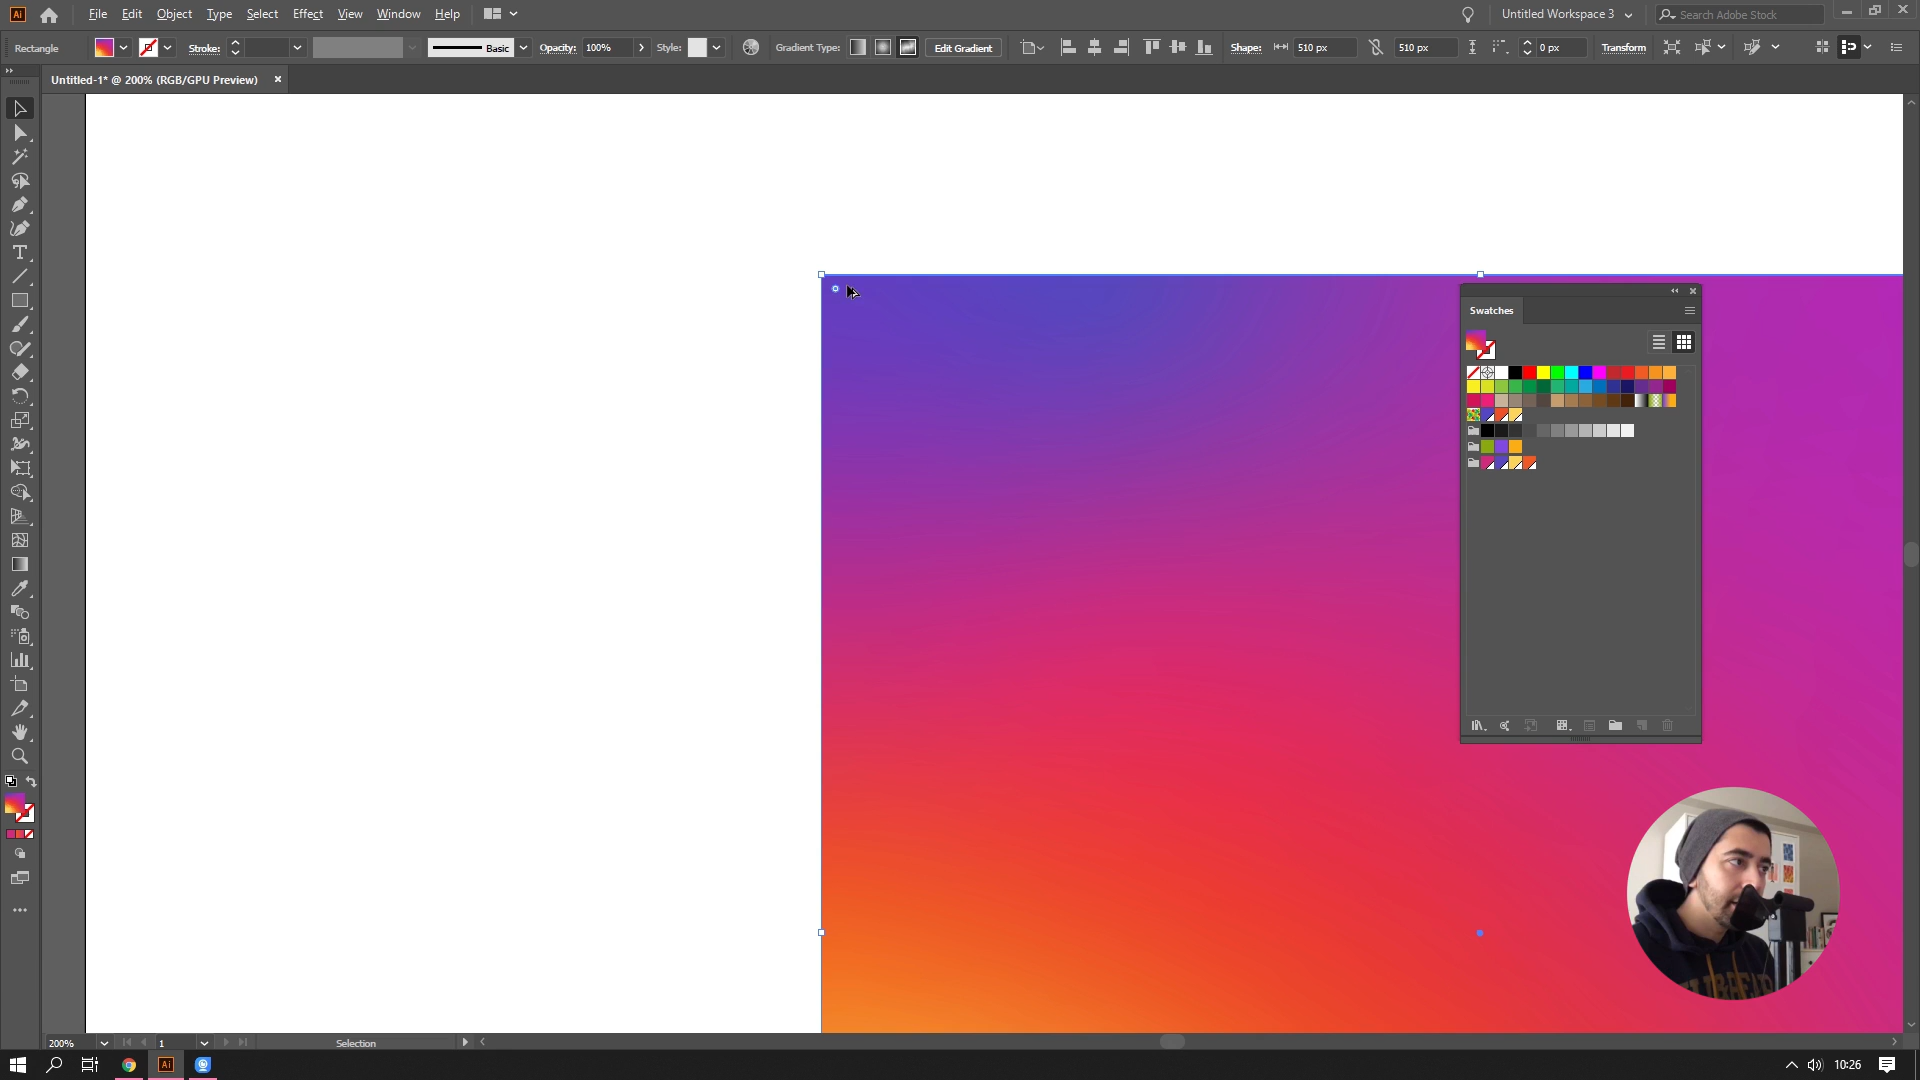 Ai File Edit Object Type Select Effect View Window Help Untitled Workspace 3 Search Adobe Stock
Rectangle Stroke: Basic Opacity: 100% Style: Gradient Type: Edit Gradient Shape: 510 px 510 px 0 px Transform
Untitled-1* @ 200% (RGB/GPU Preview)
Swatches
200% 1 Selection
Ai 10:26